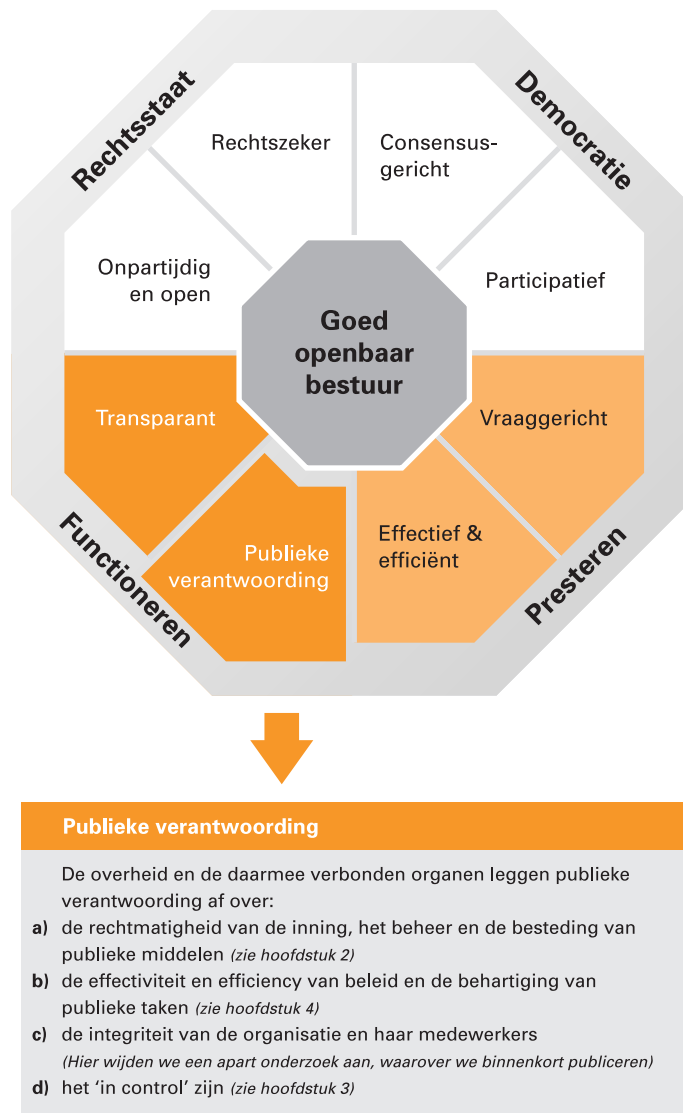 Rechtsstaat
Democratie
Rechtszeker
Consensus-
gericht
Onpartijdig
en open
Participatief
Goed
openbaar
bestuur
Transparant
Vraaggericht
Publieke
verantwoording
Effectief &
efficiënt
Functioneren
Presteren
Publieke verantwoording
De overheid en de daarmee verbonden organen leggen publieke
verantwoording af over:
a) de rechtmatigheid van de inning, het beheer en de besteding van
publieke middelen (zie hoofdstuk 2)
b) de effectiviteit en efficiency van beleid en de behartiging van
publieke taken (zie hoofdstuk 4)
c) de integriteit van de organisatie en haar medewerkers
(Hier wijden we een apart onderzoek aan, waarover we binnenkort publiceren)
d) het ‘in control’ zijn (zie hoofdstuk 3)